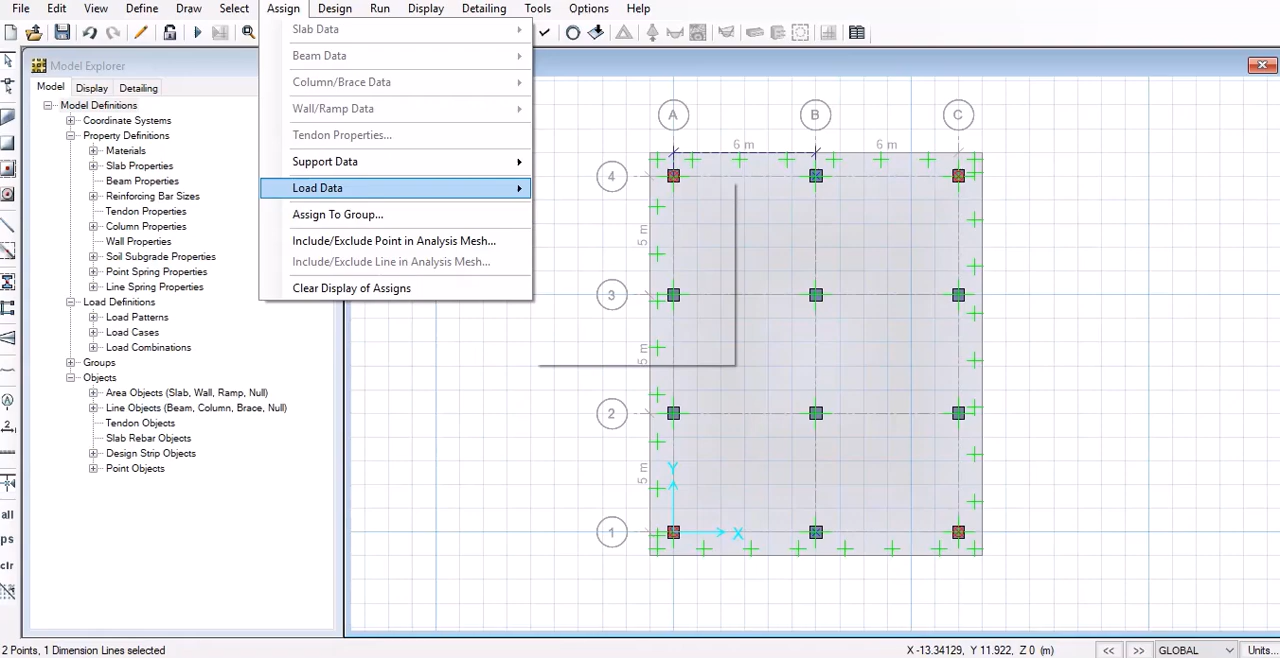 File Edit View Define Draw Select Assign Design Run Display Detailing Tools Options Help
Slab Data
Beam Data
Column/Brace Data
Wall/Ramp Data
Tendon Properties...
Support Data
Load Data
Assign To Group...
Include/Exclude Point in Analysis Mesh...
Include/Exclude Line in Analysis Mesh...
Clear Display of Assigns
Model Explorer
Model Display Detailing
Model Definitions
Coordinate Systems
Property Definitions
Materials
Slab Properties
Beam Properties
Reinforcing Bar Sizes
Tendon Properties
Column Properties
Wall Properties
Soil Subgrade Properties
Point Spring Properties
Line Spring Properties
Load Definitions
Load Patterns
Load Cases
Load Combinations
Groups
Objects
Area Objects (Slab, Wall, Ramp, Null)
Line Objects (Beam, Column, Brace, Null)
Tendon Objects
Slab Rebar Objects
Design Strip Objects
Point Objects
all
ps
clr
A B C
6 m 6 m
4
5 m
3
5 m
2
5 m
Y
1
X
2 Points, 1 Dimension Lines selected
X -13.34129, Y 11.922, Z 0 (m)
<< >> GLOBAL Units...